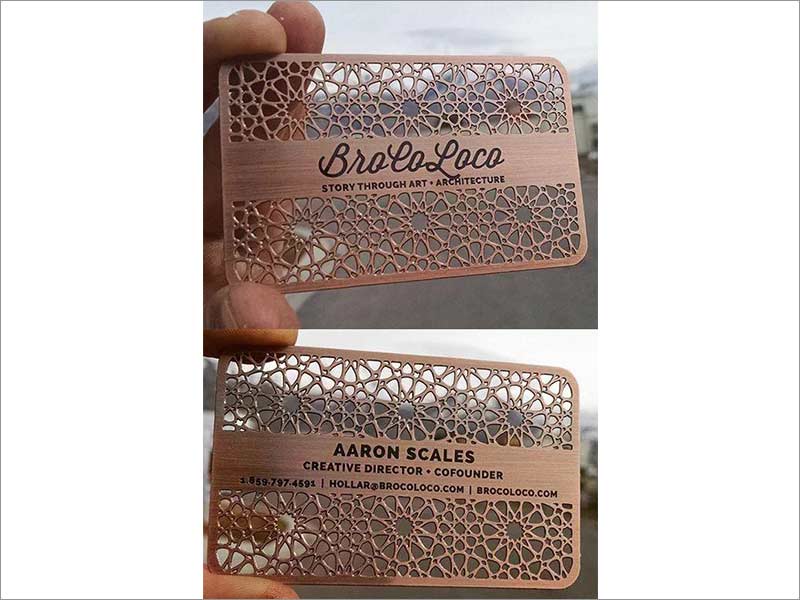 BroCoLoco
STORY THROUGH ART + ARCHITECTURE
AARON SCALES
CREATIVE DIRECTOR + COFOUNDER
1.859.797.4591 | HOLLAR@BROCOLOCO.COM | BROCOLOCO.COM